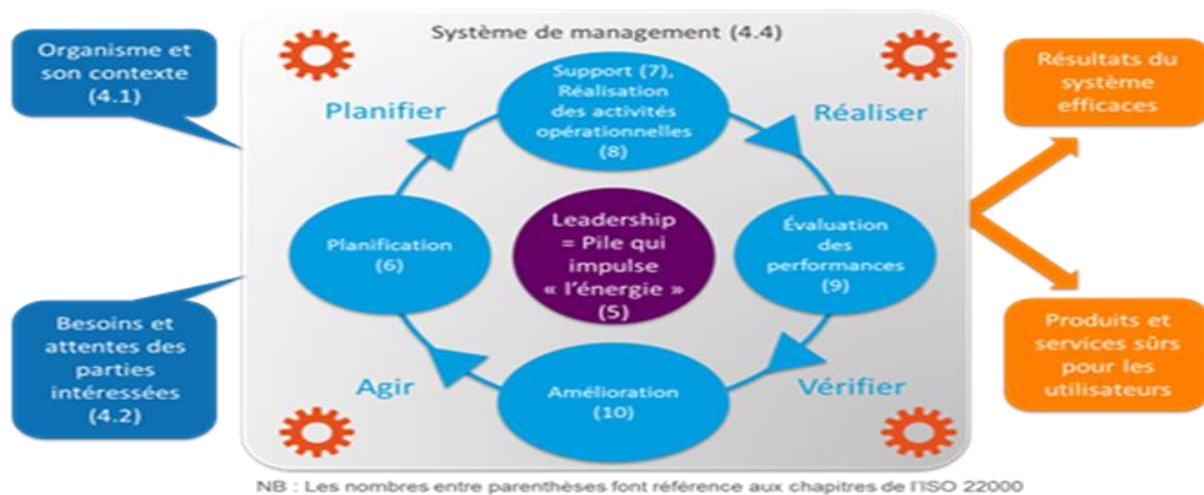 Système de management (4.4)
Organisme et
son contexte
(4.1)
Besoins et
attentes des
parties
intéressées
(4.2)
Planifier
Support (7),
Réalisation
des activités
opérationnelles
(8)
Réaliser
Planification
(6)
Leadership
= Pile qui
impulse
« l'énergie »
(5)
Évaluation
des
performances
(9)
Agir
Amélioration
(10)
Vérifier
Résultats du
système
efficaces
Produits et
services sûrs
pour les
utilisateurs
NB : Les nombres entre parenthèses font référence aux chapitres de l'ISO 22000